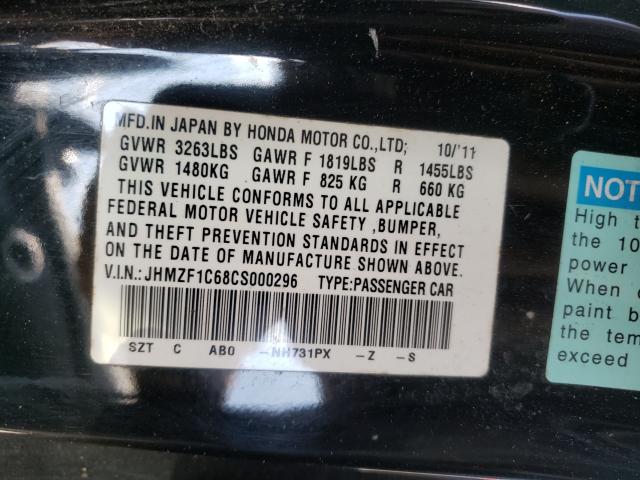 MFD.IN JAPAN BY HONDA MOTOR CO.,LTD; 10/'11
GVWR 3263LBS GAWR F 1819LBS R 1455LBS
GVWR 1480KG GAWR F 825 KG R 660 KG
THIS VEHICLE CONFORMS TO ALL APPLICABLE
FEDERAL MOTOR VEHICLE SAFETY ,BUMPER,
AND THEFT PREVENTION STANDARDS IN EFFECT
ON THE DATE OF MANUFACTURE SHOWN ABOVE.
V.I.N.: JHMZF1C68CS000296 TYPE:PASSENGER CAR
SZT C AB0 -NH731PX -Z -S
NOT
High t
the 10
power
When
paint b
the tem
exceed